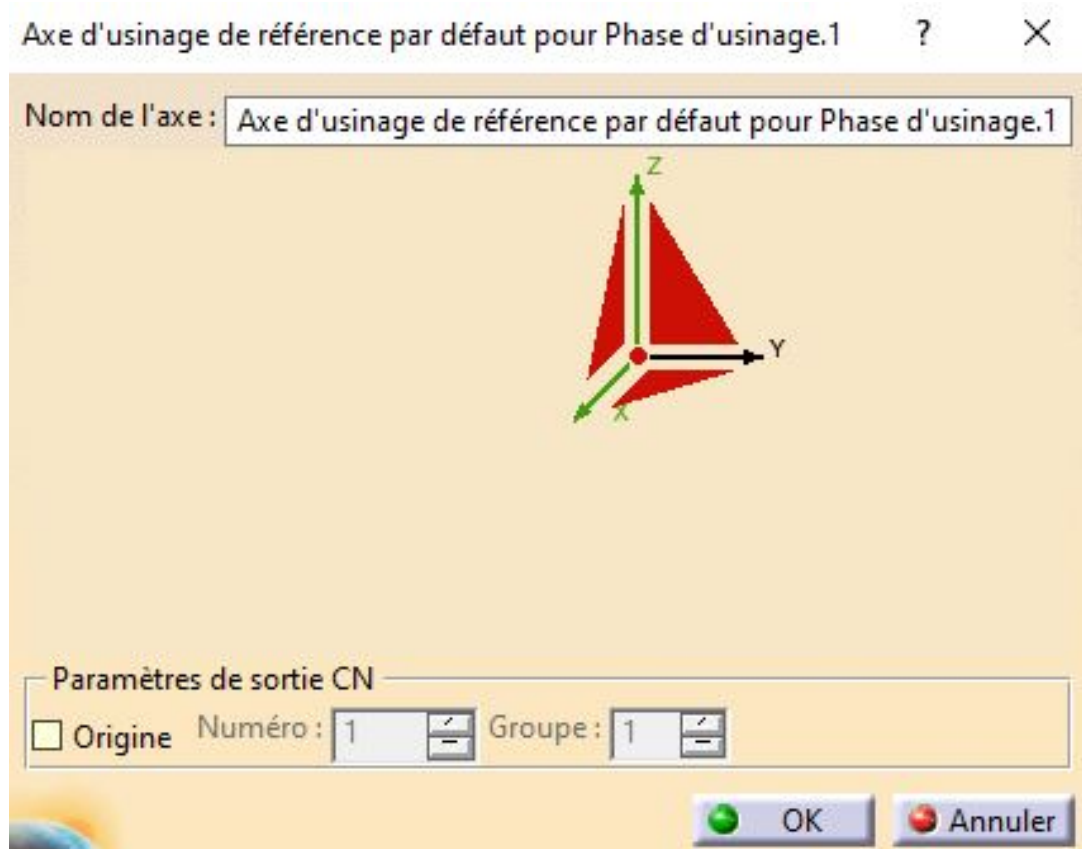 Axe d'usinage de référence par défaut pour Phase d'usinage.1 ? ×
Nom de l'axe : Axe d'usinage de référence par défaut pour Phase d'usinage.1
Z
Y
X
Paramètres de sortie CN
Origine Numéro : 1 Groupe : 1
OK Annuler